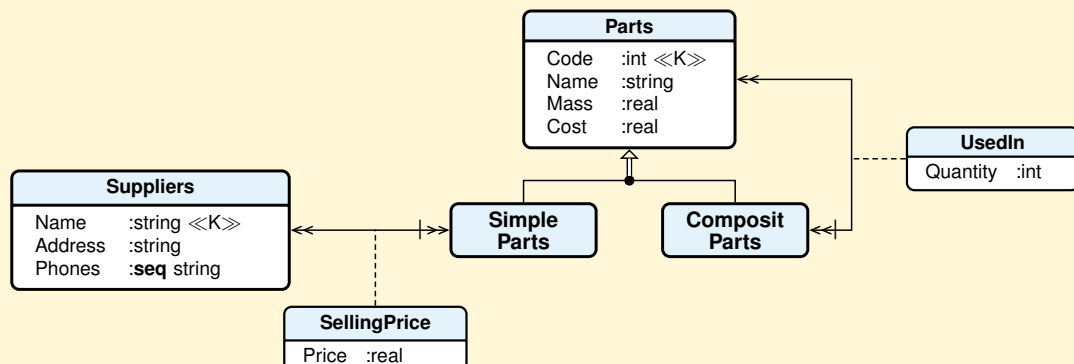 Parts
Code :int ≪K≫
Name :string
Mass :real
Cost :real
UsedIn
Quantity :int
Suppliers
Name :string ≪K≫
Address :string
Phones :seq string
Simple
Parts
Composit
Parts
SellingPrice
Price :real